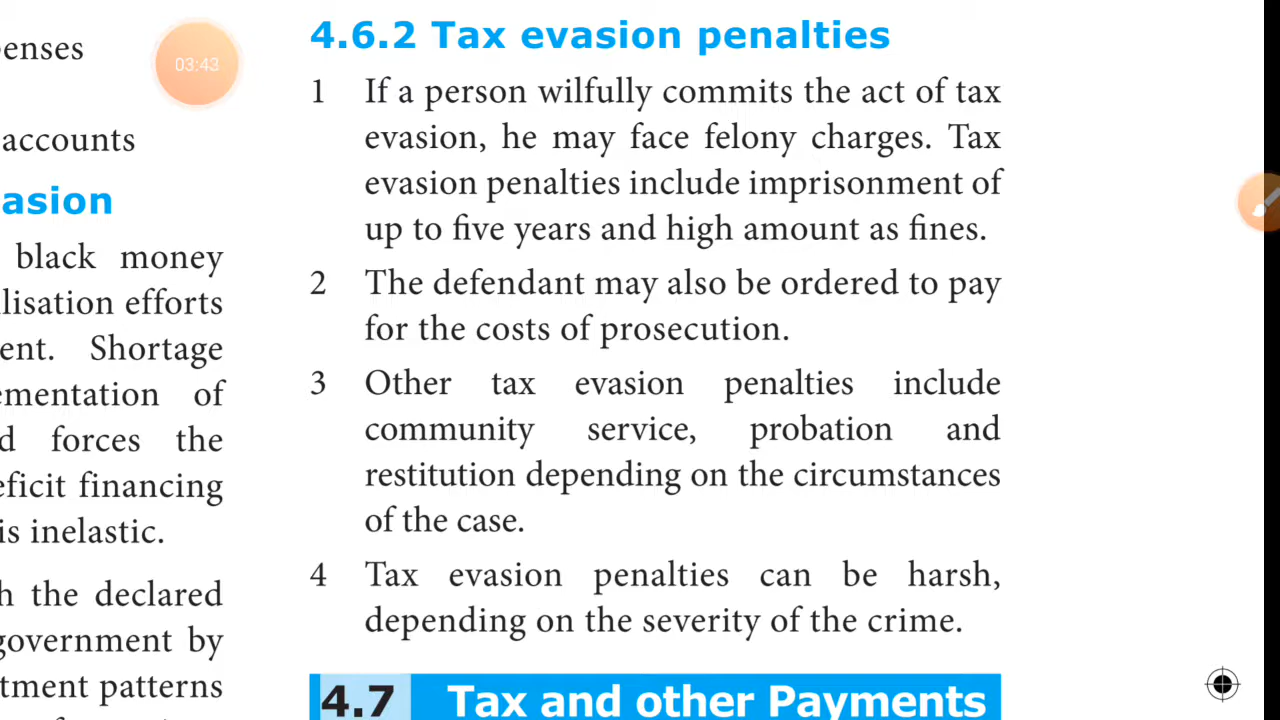 penses
accounts
asion
black money
lisation efforts
ent. Shortage
ementation of
d forces the
eficit financing
is inelastic.
h the declared
government by
tment patterns
03:43
4.6.2 Tax evasion penalties
1 If a person wilfully commits the act of tax
evasion, he may face felony charges. Tax
evasion penalties include imprisonment of
up to five years and high amount as fines.
2 The defendant may also be ordered to pay
for the costs of prosecution.
3 Other tax evasion penalties include
community service, probation and
restitution depending on the circumstances
of the case.
4 Tax evasion penalties can be harsh,
depending on the severity of the crime.
4.7 Tax and other Payments